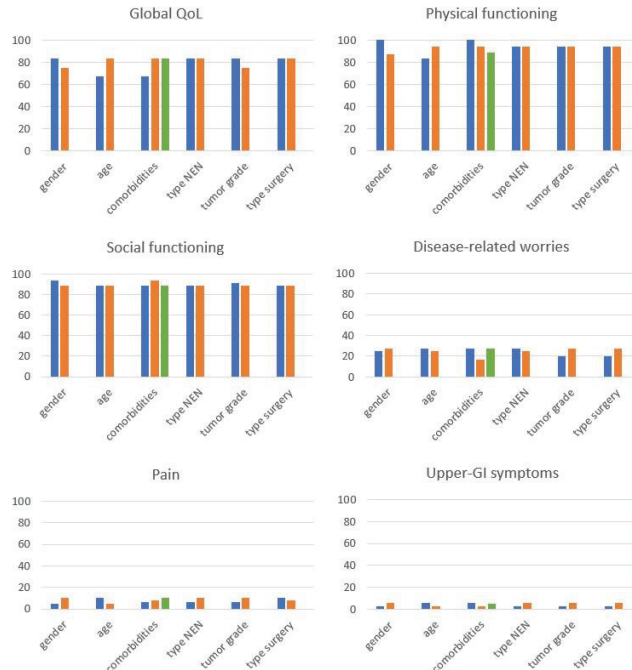 Global QoL
100
80
60
40
20
0
gender
age
comorbidities
type NEN
tumor grade
type surgery
Physical functioning
100
80
60
40
20
0
gender
age
comorbidities
type NEN
tumor grade
type surgery
Social functioning
100
80
60
40
20
0
gender
age
comorbidities
type NEN
tumor grade
type surgery
Disease-related worries
100
80
60
40
20
0
gender
age
comorbidities
type NEN
tumor grade
type surgery
Pain
100
80
60
40
20
0
gender
age
comorbidities
type NEN
tumor grade
type surgery
Upper-GI symptoms
100
80
60
40
20
0
gender
age
comorbidities
type NEN
tumor grade
type surgery